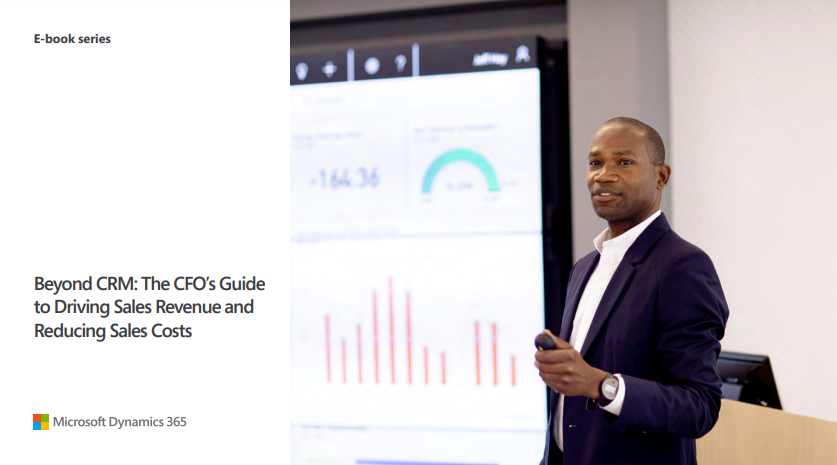 E-book series
Beyond CRM: The CFO's Guide
to Driving Sales Revenue and
Reducing Sales Costs
Microsoft Dynamics 365
?
-164.36